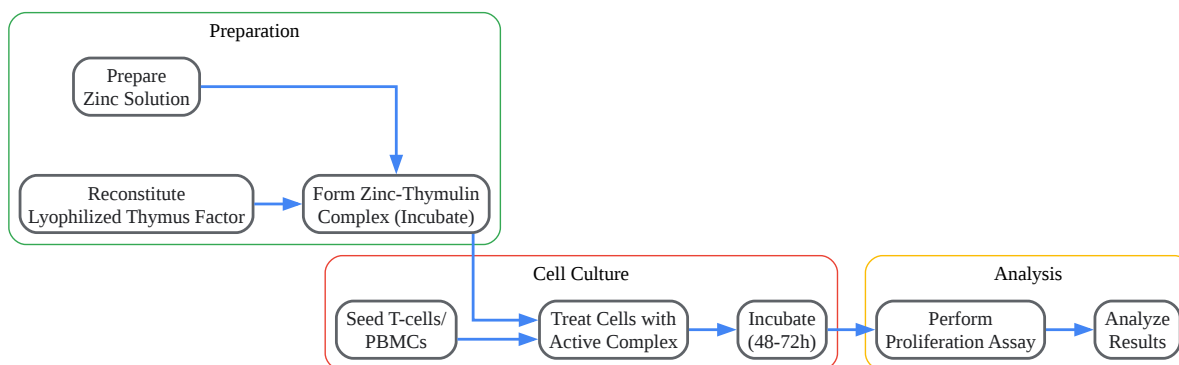 Preparation
Prepare
Zinc Solution
Reconstitute
Lyophilized Thymus Factor
Form Zinc-Thymulin
Complex (Incubate)
Cell Culture
Seed T-cells/
PBMCs
Treat Cells with
Active Complex
Incubate
(48-72h)
Analysis
Perform
Proliferation Assay
Analyze
Results